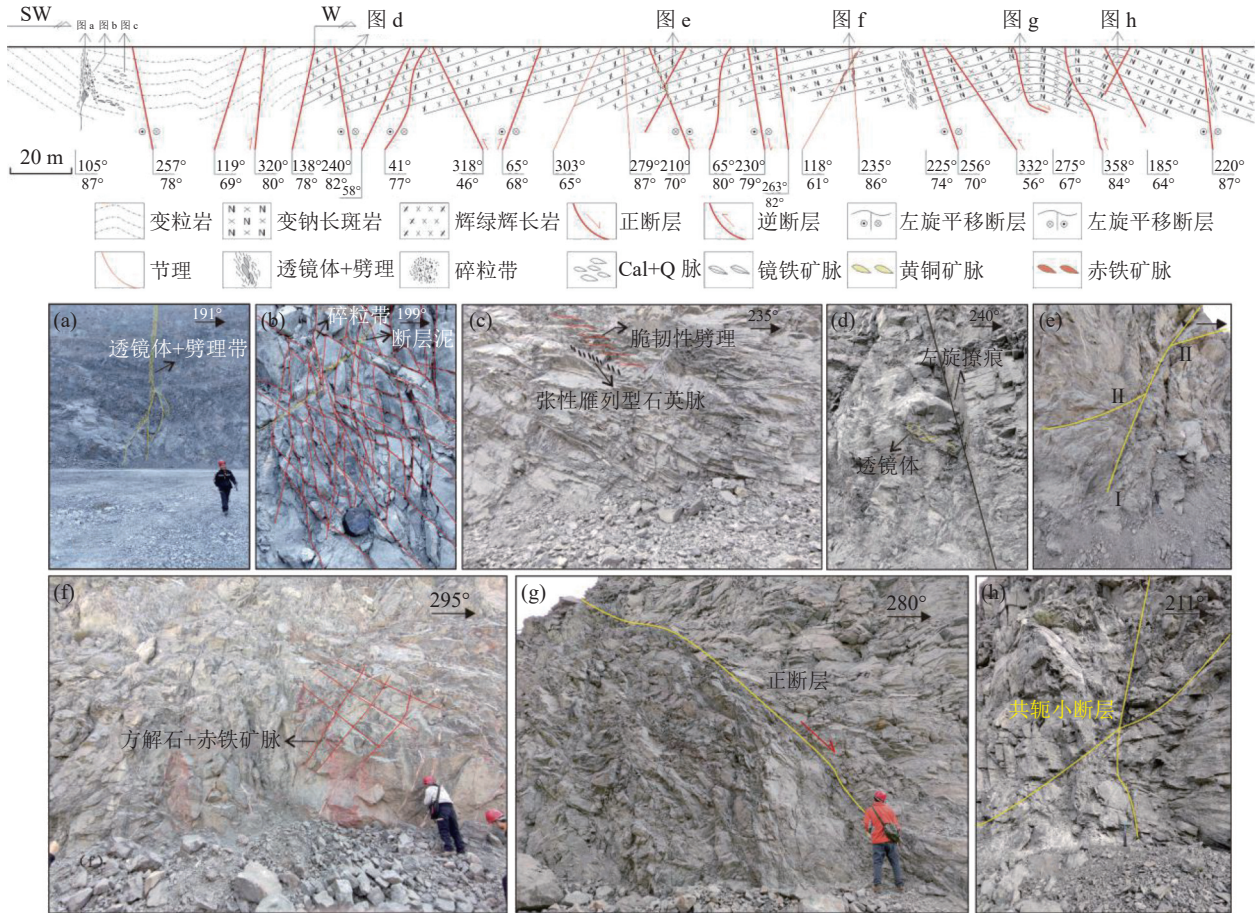 SW 图 a 图 b 图 c W 图 d 图 e 图 f 图 g 图 h
20 m
105° 257° 119° 320° 138° 240° 41° 318° 65° 303° 279° 210° 65° 230° 118° 235° 225° 256° 332° 275° 358° 185° 220°
87° 78° 69° 80° 78° 82° 58° 77° 46° 68° 65° 87° 70° 80° 79° 263° 82° 61° 86° 74° 70° 56° 67° 84° 64° 87°
变粒岩 变钠长斑岩 辉绿辉长岩 正断层 逆断层 左旋平移断层 左旋平移断层
节理 透镜体+劈理 碎粒带 Cal+Q 脉 镜铁矿脉 黄铜矿脉 赤铁矿脉
(a)
191°
透镜体+劈理带
(b)
碎粒带
199°
断层泥
(c)
235°
脆韧性劈理
张性雁列型石英脉
(d)
240°
左旋撩痕
透镜体
(e)
II
II
I
(f)
295°
方解石+赤铁矿脉
(g)
280°
正断层
(h)
211°
共轭小断层